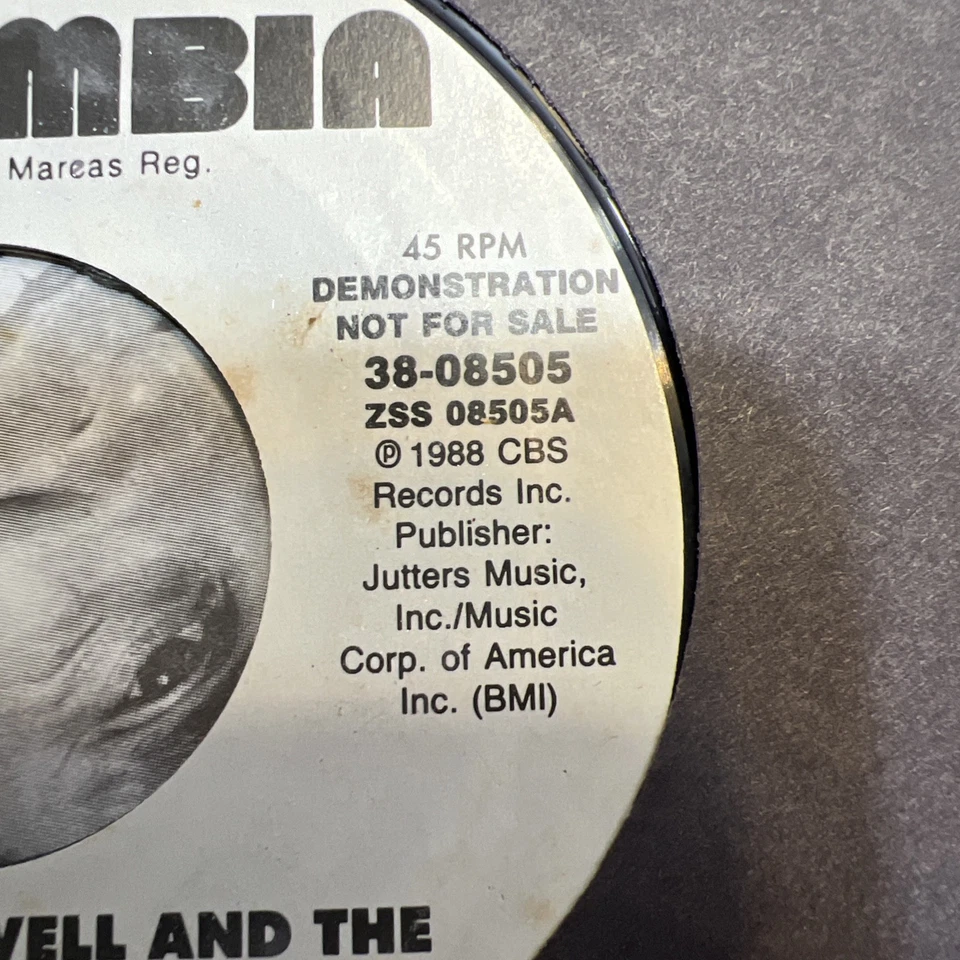 MBIA
Mareas Reg.
45 RPM
DEMONSTRATION
NOT FOR SALE
38-08505
ZSS 08505A
℗ 1988 CBS
Records Inc.
Publisher:
Jutters Music,
Inc./Music
Corp. of America
Inc. (BMI)
VELL AND THE